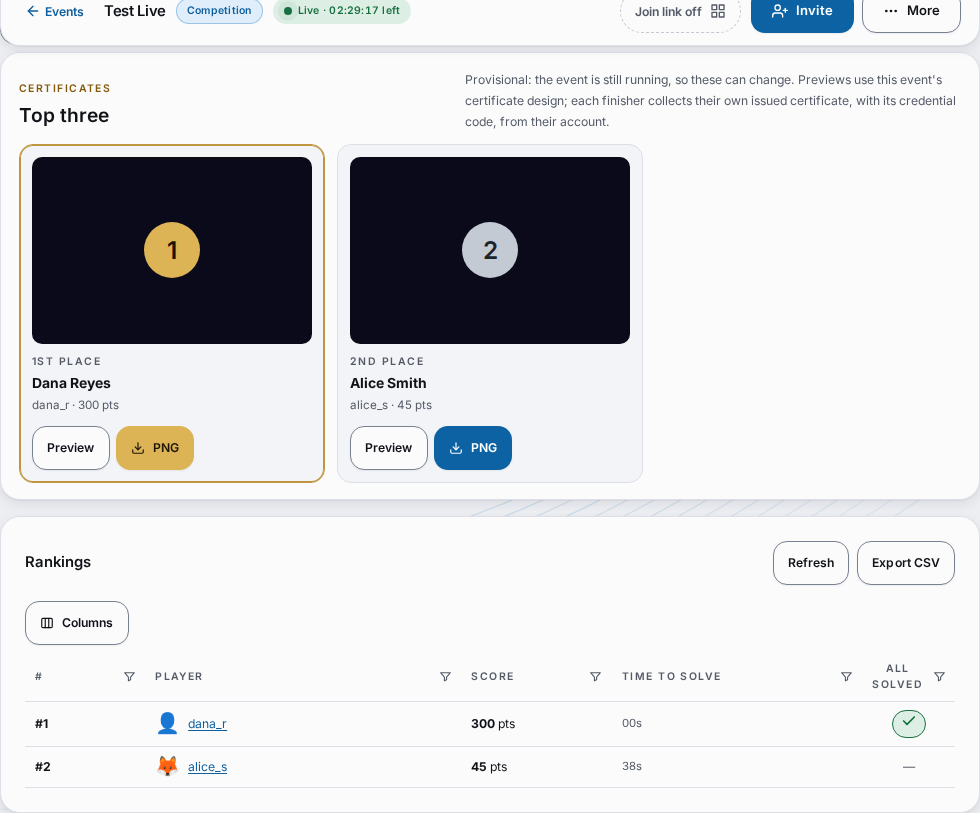 Events
Test Live
Competition
Live · 02:29:17 left
Join link off
Invite
More
CERTIFICATES
Top three
Provisional: the event is still running, so these can change. Previews use this event's
certificate design; each finisher collects their own issued certificate, with its credential
code, from their account.
1
2
1ST PLACE
Dana Reyes
dana_r · 300 pts
Preview
PNG
2ND PLACE
Alice Smith
alice_s · 45 pts
Preview
PNG
Rankings
Refresh
Export CSV
Columns
#
PLAYER
SCORE
TIME TO SOLVE
ALL
SOLVED
#1
dana_r
300 pts
00s
#2
alice_s
45 pts
38s
—